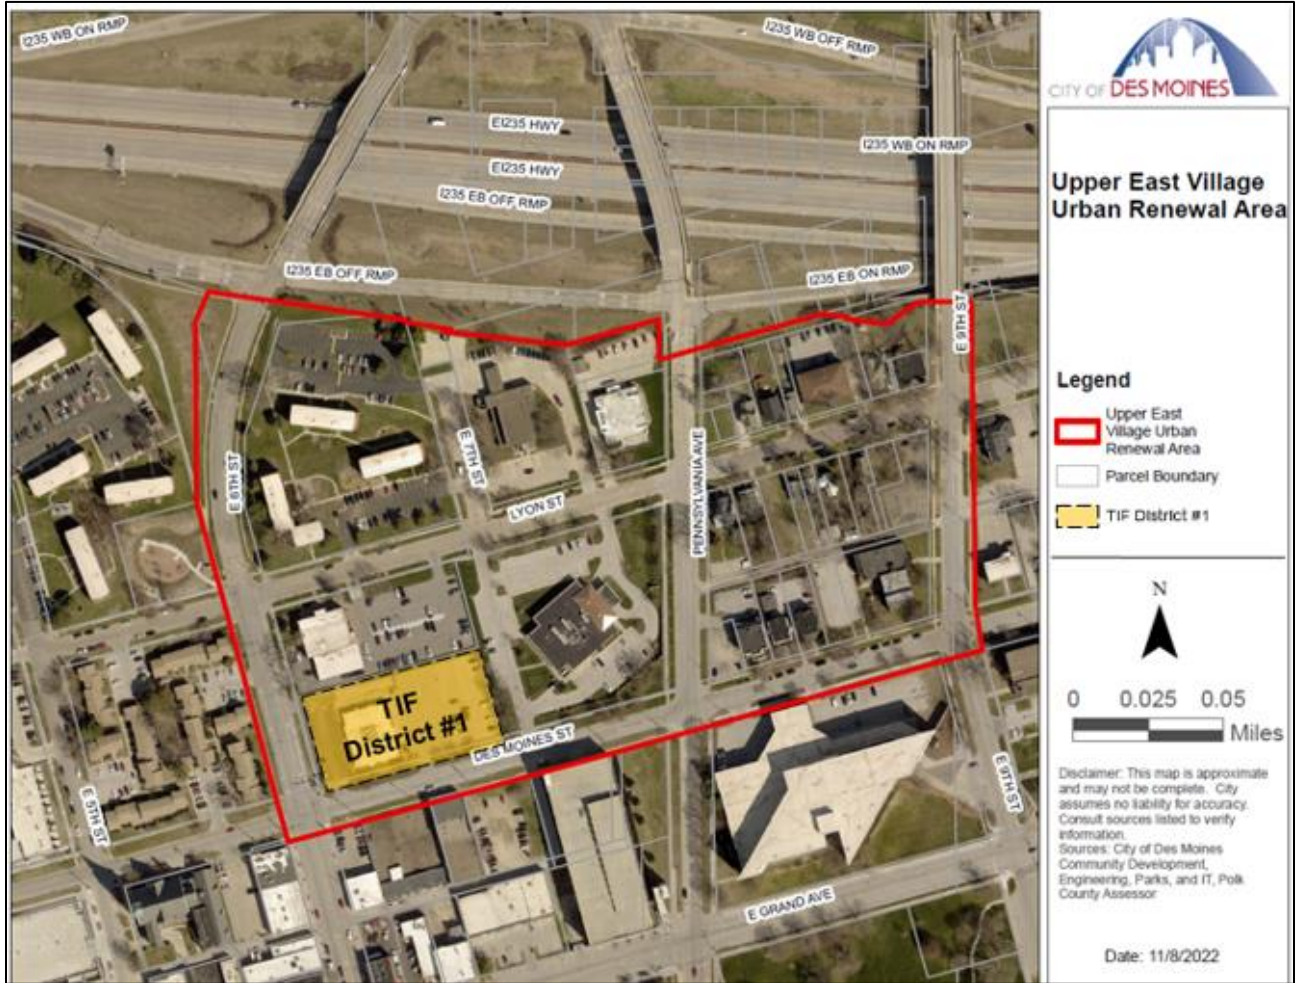 I235 WB ON RMP
I235 WB OFF RMP
EI235 HWY
I235 WB ON RMP
EI235 HWY
I235 EB OFF RMP
I235 EB OFF RMP
I235 EB ON RMP
E 9TH ST
E 6TH ST
E 7TH ST
LYON ST
PENNSYLVANIA AVE
TIF
District #1
DES MOINES ST
E 5TH ST
E 9TH ST
E GRAND AVE
CITY OF DES MOINES
Upper East Village
Urban Renewal Area
Legend
Upper East
Village Urban
Renewal Area
Parcel Boundary
TIF District #1
N
0 0.025 0.05
Miles
Disclaimer: This map is approximate
and may not be complete. City
assumes no liability for accuracy.
Consult sources listed to verify
information.
Sources: City of Des Moines
Community Development,
Engineering, Parks, and IT, Polk
County Assessor
Date: 11/8/2022